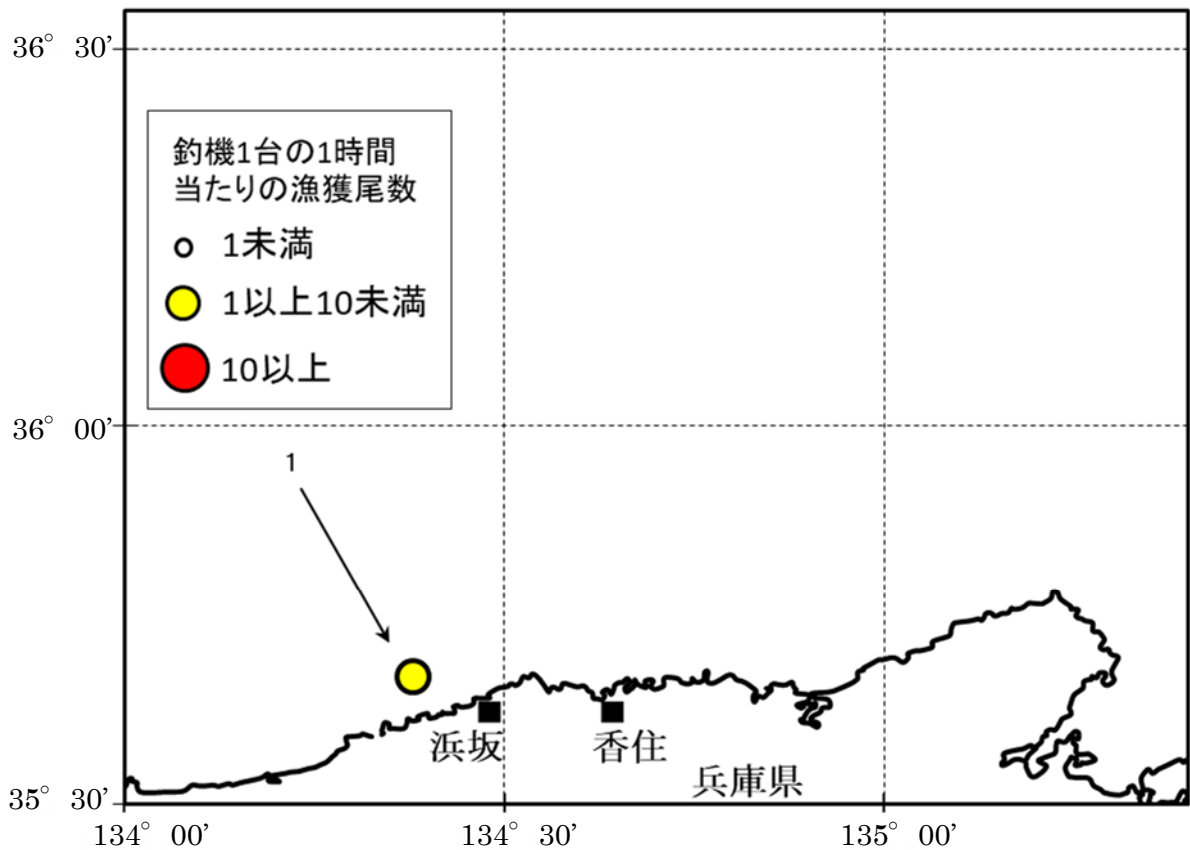 36° 30'
釣機1台の1時間
当たりの漁獲尾数
1未満
1以上10未満
10以上
36° 00'
1
浜坂
香住
兵庫県
35° 30'
134° 00'
134° 30'
135° 00'